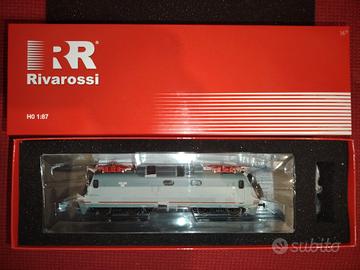 RR
Rivarossi
H0 1:87
subito